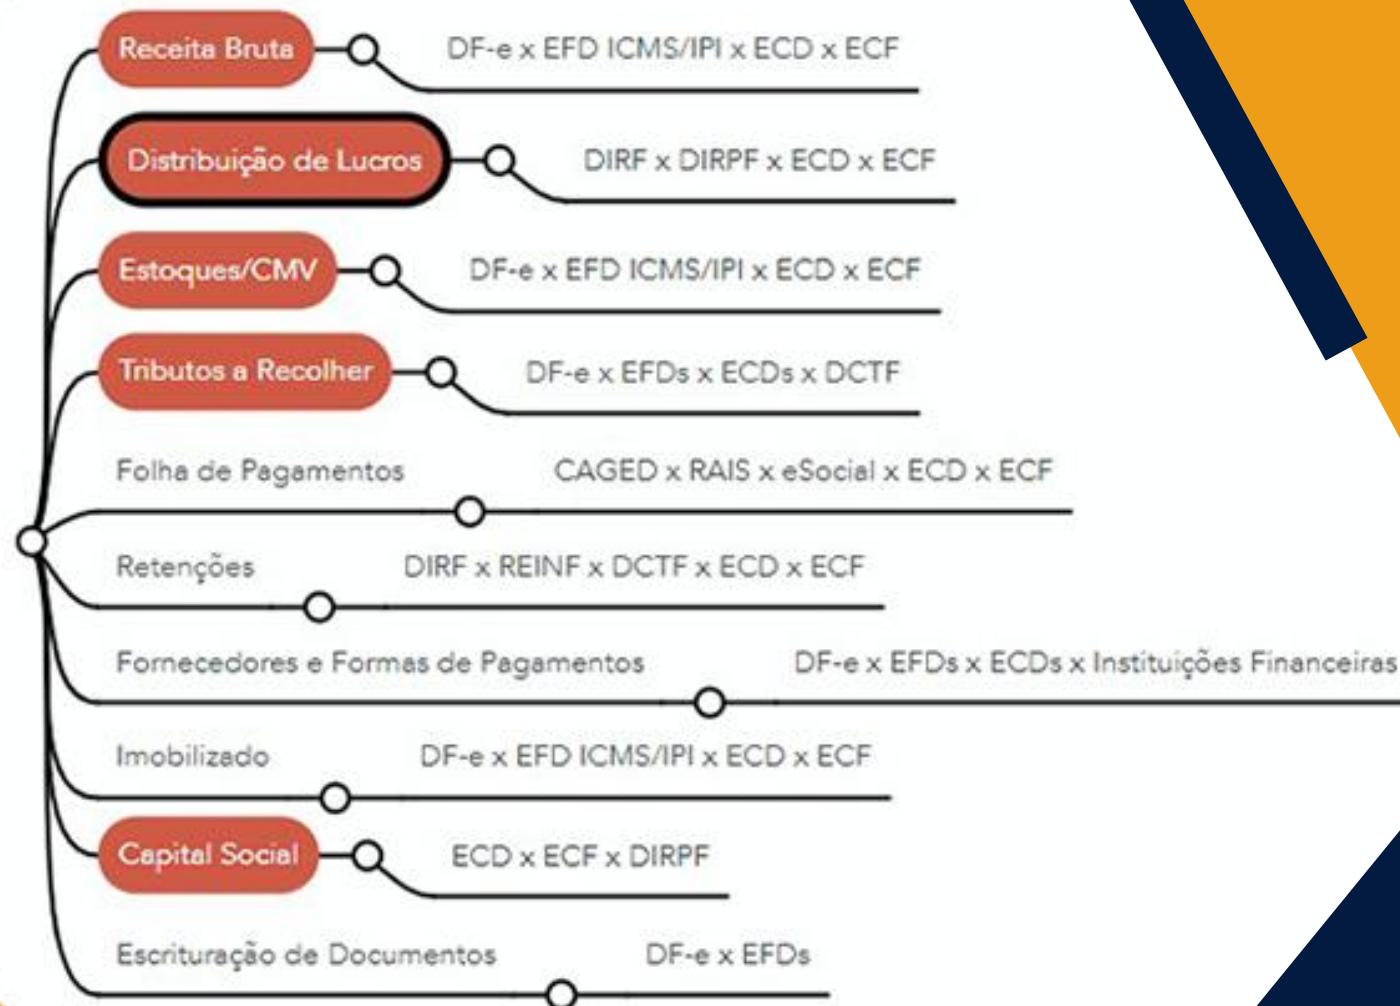 Receita Bruta DF-e x EFD ICMS/IPI x ECD x ECF
Distribuição de Lucros DIRF x DIRPF x ECD x ECF
Estoques/CMV DF-e x EFD ICMS/IPI x ECD x ECF
Tributos a Recolher DF-e x EFDs x ECDs x DCTF
Folha de Pagamentos CAGED x RAIS x eSocial x ECD x ECF
Retenções DIRF x REINF x DCTF x ECD x ECF
Fornecedores e Formas de Pagamentos DF-e x EFDs x ECDs x Instituições Financeiras
Imobilizado DF-e x EFD ICMS/IPI x ECD x ECF
Capital Social ECD x ECF x DIRPF
Escrituração de Documentos DF-e x EFDs